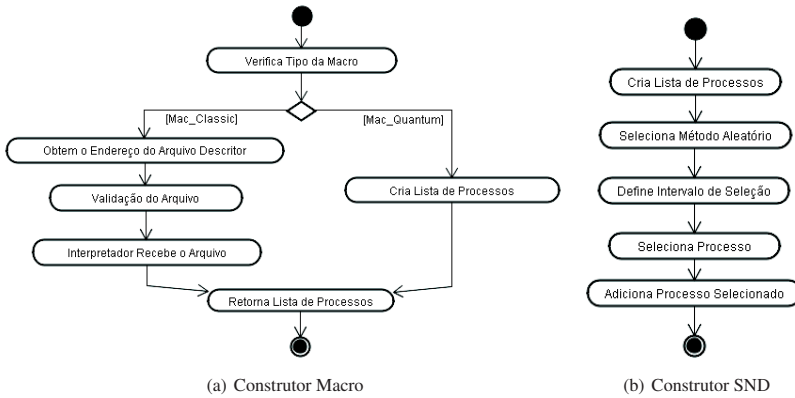 Verifica Tipo da Macro
[Mac_Classic]
[Mac_Quantum]
Obtem o Endereço do Arquivo Descritor
Validação do Arquivo
Cria Lista de Processos
Interpretador Recebe o Arquivo
Retorna Lista de Processos
(a) Construtor Macro
Cria Lista de Processos
Seleciona Método Aleatório
Define Intervalo de Seleção
Seleciona Processo
Adiciona Processo Selecionado
(b) Construtor SND